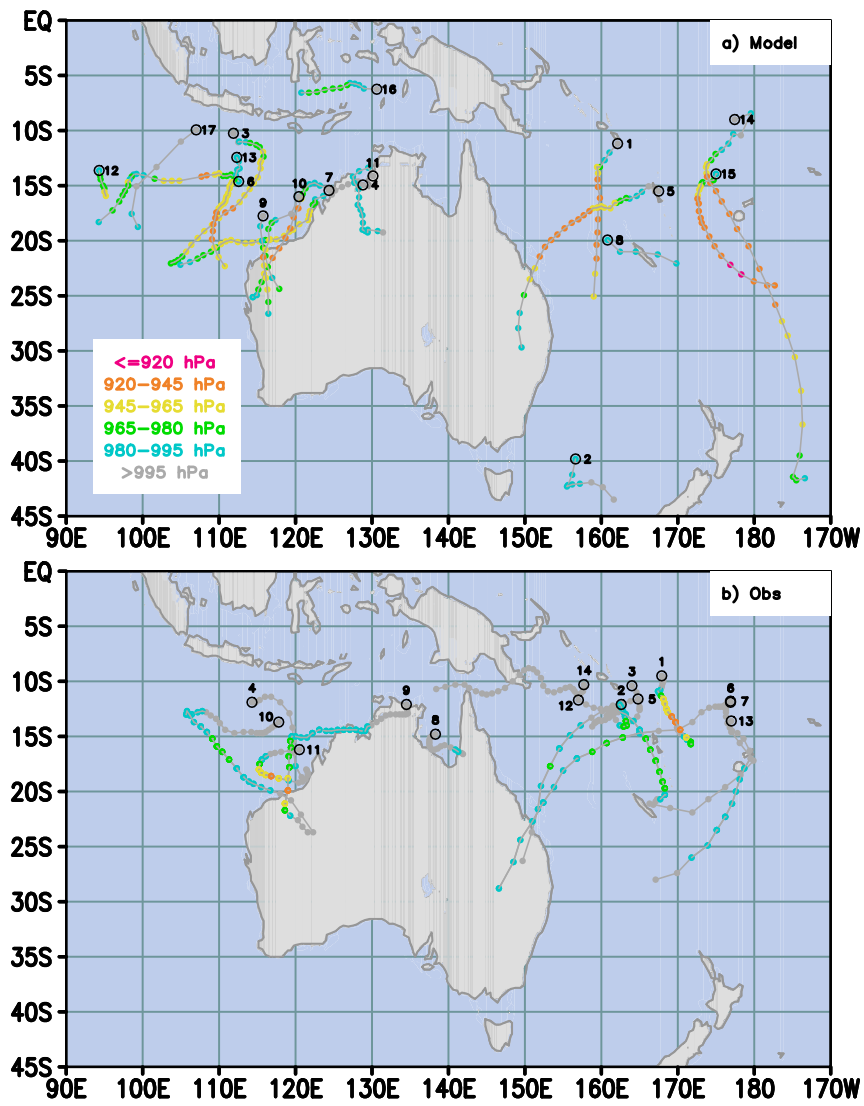 EQ
a) Model
5S
16
10S
17
3
1
14
12
13
6
10
7
11
4
15
5
15S
9
8
20S
25S
30S
<=920 hPa
920-945 hPa
945-965 hPa
965-980 hPa
980-995 hPa
>995 hPa
35S
40S
2
45S
90E 100E 110E 120E 130E 140E 150E 160E 170E 180 170W
EQ
b) Obs
5S
10S
4
9
14
12
2
3
5
1
6
7
13
10
8
11
15S
20S
25S
30S
35S
40S
45S
90E 100E 110E 120E 130E 140E 150E 160E 170E 180 170W